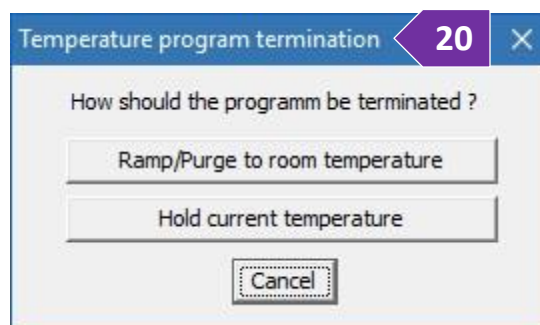 Temperature program termination 20
How should the programm be terminated ?
Ramp/Purge to room temperature
Hold current temperature
Cancel